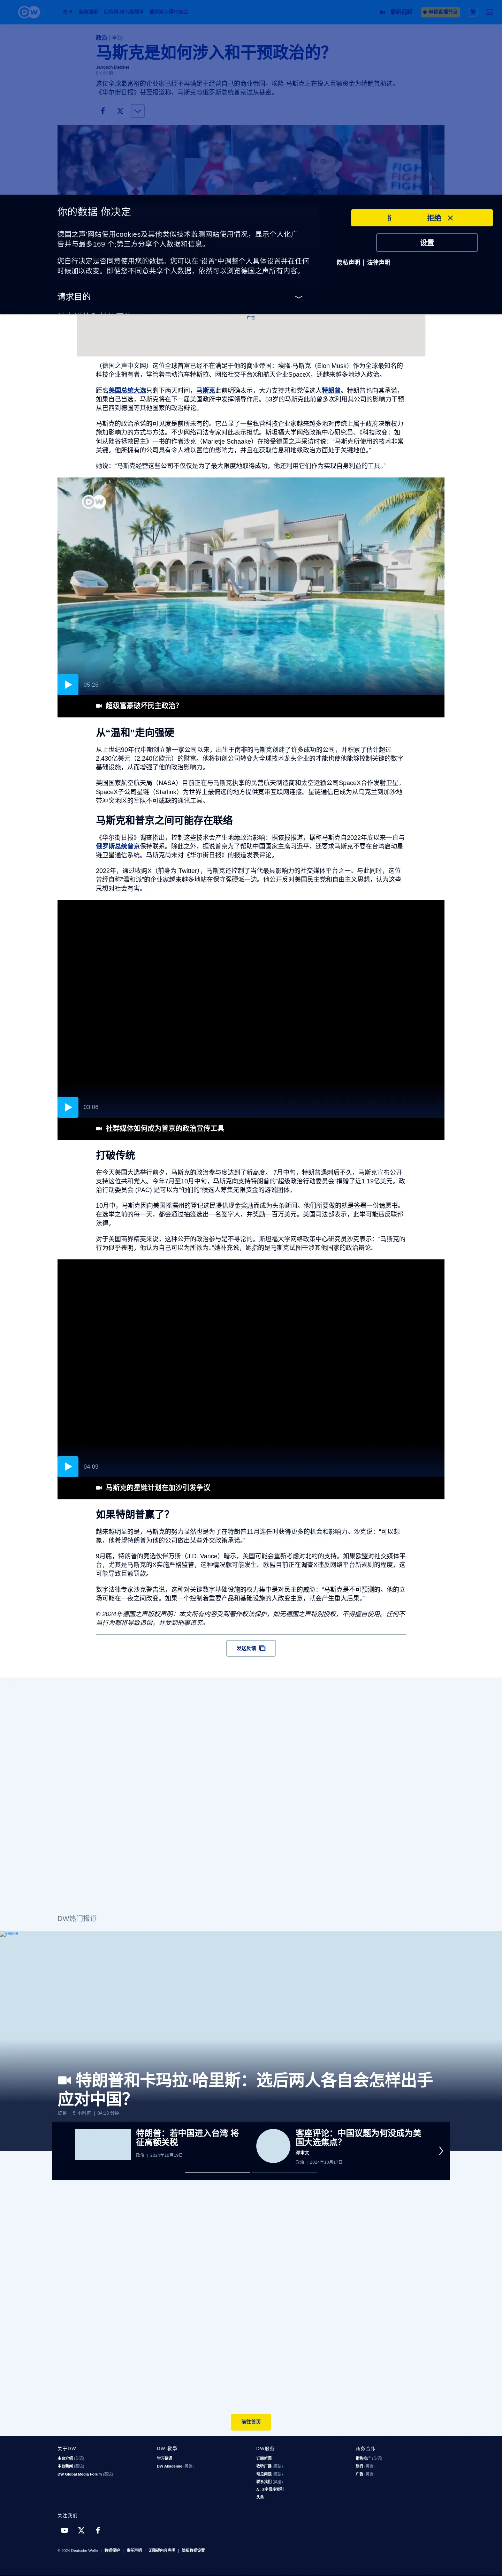 政治 | 全球
马斯克是如何涉入和干预政治的？
这位全球最富裕的企业家已经不再满足于经营自己的商业帝国。埃隆·马斯克正在投入巨额资金为特朗普助选。
《华尔街日报》甚至报道称，马斯克与俄罗斯总统普京过从甚密。
你的数据 你决定
拒绝
德国之声'网站使用cookies及其他类似技术监测网站使用情况，显示个人化广
告并与最多169 个;第三方分享个人数据和信息。
设置
您自行决定是否同意使用您的数据。您可以在"设置"中调整个人具体设置并在任何
时候加以改变。即便您不同意共享个人数据，依然可以浏览德国之声所有内容。
隐私声明 | 法律声明
请求目的
广告
（德国之声中文网）这位全球首富已经不在满足于他的商业帝国：埃隆·马斯克（Elon Musk）作为全球最知名的
科技企业拥有者，掌管着电动汽车特斯拉、网络社交平台X和航天企业SpaceX，还越来越多地涉入政治。
距离美国总统大选只剩下两天时间，马斯克此前明确表示，大力支持共和党候选人特朗普。特朗普也向其承诺，
如果自己当选，马斯克将在下一届美国政府中发挥领导作用。53岁的马斯克此前曾多次利用其公司的影响力干预
从巴西到德国等其他国家的政治辩论。
马斯克的政治承诺的可见度是前所未有的。它凸显了一些私营科技企业家越来越多地对传统上属于政府决策权力
施加影响力的方式与方法。不少网络法专家对此表示担忧。斯坦福大学网络政策中心研究员、《科技政变：如
何从硅谷拯救民主》一书的作者沙克（Marietje Schaake）在接受德国之声采访时说："马斯克所使用的技术非常
关键。他所拥有的公司具有令人难以置信的影响力，并且在获取信息和地缘政治方面处于关键地位。"
她说："马斯克经营这些公司不仅仅是为了最大限度地取得成功，他还利用它们作为实现自身利益的工具。"
DW
05:26
超级富豪破坏民主政治？
从"温和"走向强硬
从上世纪90年代中期创立第一家公司以来，出生于南非的马斯克创建了许多成功的公司，并积累了估计超过
2,430亿美元（2,240亿欧元）的财富。他将初创公司转变为全球技术龙头企业的才能也使他能够控制关键的数字
基础设施，从而增强了他的政治影响力。
美国国家航空航天局（NASA）目前正在与马斯克执掌的民营航天制造商和太空运输公司SpaceX合作发射卫星。
SpaceX子公司星链（Starlink）为世界上最偏远的地方提供宽带互联网连接。星链通信已成为从乌克兰到加沙地
带冲突地区的军队不可或缺的通讯工具。
马斯克和普京之间可能存在联络
《华尔街日报》调查指出，控制这些技术会产生地缘政治影响：据该报报道，据称马斯克自2022年底以来一直与
俄罗斯总统普京保持联系。除此之外，据说普京为了帮助中国国家主席习近平，还要求马斯克不要在台湾启动星
链卫星通信系统。马斯克尚未对《华尔街日报》的报道发表评论。
2022年，通过收购X（前身为 Twitter），马斯克还控制了当代最具影响力的社交媒体平台之一。与此同时，这位
曾经自称"温和派"的企业家越来越多地站在保守强硬派一边。他公开反对美国民主党和自由主义思想，认为这些
思想对社会有害。
03:06
社群媒体如何成为普京的政治宣传工具
打破传统
在今天美国大选举行前夕，马斯克的政治参与度达到了新高度。 7月中旬，特朗普遇刺后不久，马斯克宣布公开
支持这位共和党人。今年7月至10月中旬，马斯克向支持特朗普的"超级政治行动委员会"捐赠了近1.19亿美元。政
治行动委员会 (PAC) 是可以为"他们的"候选人筹集无限资金的游说团体。
10月中，马斯克因向美国摇摆州的登记选民提供现金奖励而成为头条新闻。他们所要做的就是签署一份请愿书。
在选举之前的每一天，都会通过抽签选出一名签字人，并奖励一百万美元。美国司法部表示，此举可能违反联邦
法律。
对于美国商界精英来说，这种公开的政治参与是不寻常的。斯坦福大学网络政策中心研究员沙克表示："马斯克的
行为似乎表明，他认为自己可以为所欲为。"她补充说，她指的是马斯克试图干涉其他国家的政治辩论。
04:09
马斯克的星链计划在加沙引发争议
如果特朗普赢了？
越来越明显的是，马斯克的努力显然也是为了在特朗普11月连任时获得更多的机会和影响力。沙克说："可以想
象，他希望特朗普为他的公司做出某些外交政策承诺。"
9月底，特朗普的竞选伙伴万斯（J.D. Vance）暗示，美国可能会重新考虑对北约的支持。如果欧盟对社交媒体平
台，尤其是马斯克的X实施严格监管，这种情况就可能发生。欧盟目前正在调查X违反网络平台新规则的程度，这
可能导致巨额罚款。
数字法律专家沙克警告说，这种对关键数字基础设施的权力集中是对民主的威胁："马斯克是不可预测的。他的立
场可能在一夜之间改变。如果一个控制着重要产品和基础设施的人改变主意，就会产生重大后果。"
© 2024年德国之声版权声明：本文所有内容受到著作权法保护，如无德国之声特别授权，不得擅自使用。任何不
当行为都将导致追偿，并受到刑事追究。
发送反馈
DW热门报道
特朗普和卡玛拉·哈里斯：选后两人各自会怎样出手
应对中国？
贸易 | 5 小时前 | 04:23 分钟
特朗普：若中国进入台湾 将
征高额关税
政治 | 2024年10月19日
客座评论：中国议题为何没成为美
国大选焦点？
邓聿文
政治 | 2024年10月17日
前往首页
关于DW
本台介绍 (英语)
本台新闻 (英语)
DW Global Media Forum (英语)
DW 教學
学习德语
DW Akademie (英语)
DW服务
订阅新闻
收听广播 (英语)
常见问题 (英语)
联系我们 (英语)
A - Z字母序索引
头条
商务合作
销售推广 (英语)
旅行 (英语)
广告 (英语)
关注我们
© 2024 Deutsche Welle | 数据保护 | 责任声明 | 无障碍内容声明 | 隐私数据设置